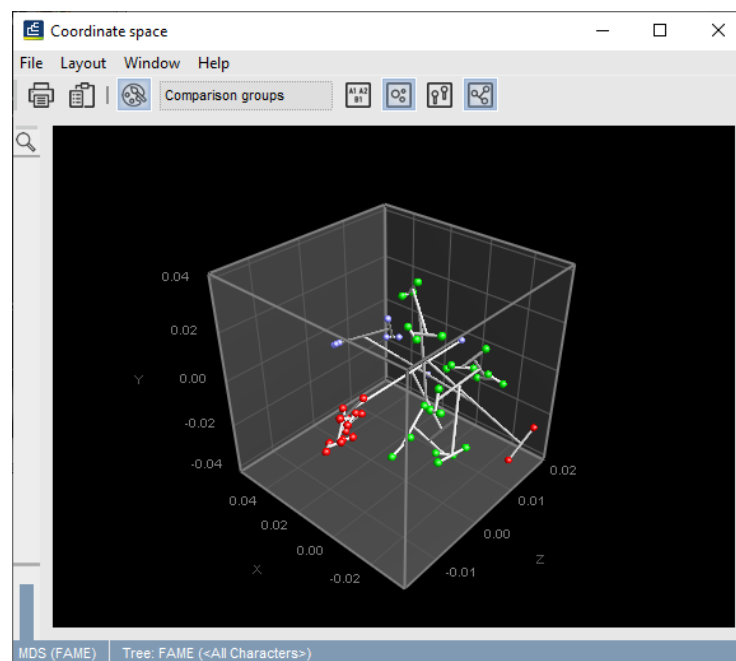 Coordinate space
File Layout Window Help
Comparison groups
A1 A2
B1
0.04
0.02
Y 0.00
-0.02
-0.04
0.04
0.02
0.00
X -0.02
0.02
0.01
0.00
Z
-0.01
MDS (FAME) Tree: FAME (<All Characters>)